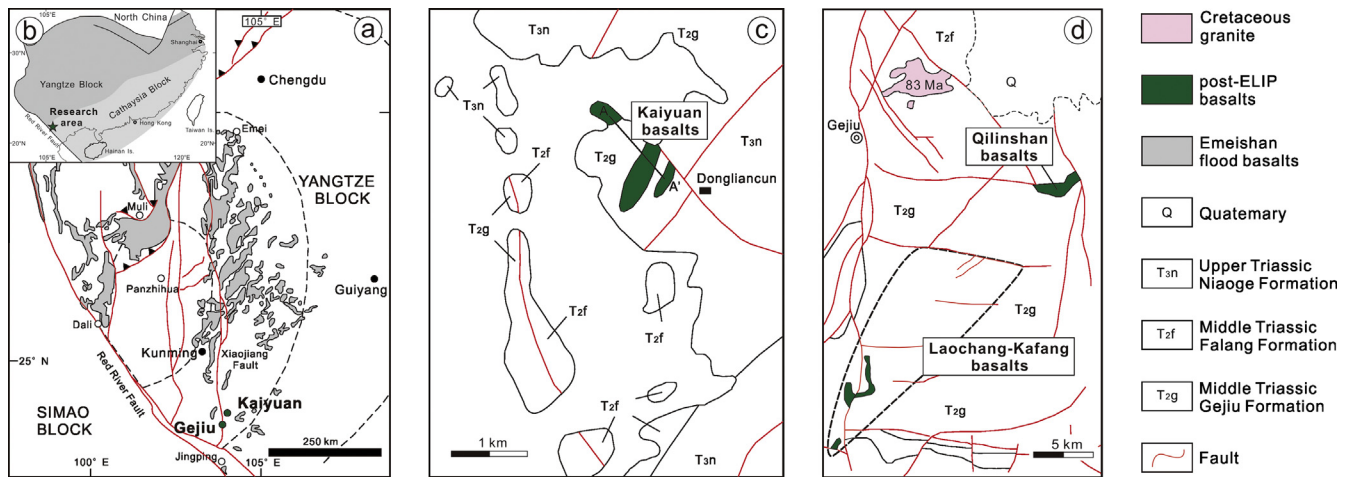 b
North China
Shanghai
30°N
Yangtze Block
Cathaysia Block
Research
area
Red River Fault
Hong Kong
Hainan Is.
Taiwan Is.
20°N
105°E
120°E
105° E
a
Chengdu
Emei
YANGTZE
BLOCK
Muli
Panzhihua
Guiyang
Dali
Kunming
Xiaojiang
Fault
25° N
Red River Fault
SIMAO
BLOCK
Kaiyuan
Gejiu
250 km
Jingping
100° E
105° E
c
T3n
T2g
T3n
A
Kaiyuan
basalts
T2g
T3n
T2f
A'
Dongliancun
T2g
T2f
T2f
T2f
1 km
T3n
d
T2f
Q
83 Ma
Gejiu
Qilinshan
basalts
T2g
T2g
Laochang-Kafang
basalts
T2g
5 km
Cretaceous
granite
post-ELIP
basalts
Emeishan
flood basalts
Q
Quatemary
T3n
Upper Triassic
Niaoge Formation
T2f
Middle Triassic
Falang Formation
T2g
Middle Triassic
Gejiu Formation
Fault